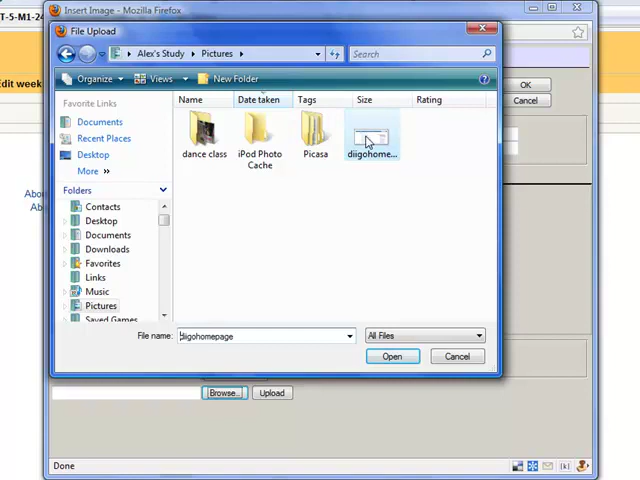 Insert Image - Mozilla Firefox
T-5-M1-24
File Upload
Alex's Study
Pictures
Search
Organize
Views
New Folder
Edit week
OK
Favorite Links
Name
Date taken
Tags
Size
Rating
Cancel
Documents
Recent Places
Desktop
More »
dance class
iPod Photo
Cache
Picasa
diigohome...
Folders
Contacts
Desktop
Documents
Downloads
Favorites
Links
Music
Pictures
Saved Games
File name:
diigohomepage
All Files
Open
Cancel
Browse...
Upload
Done